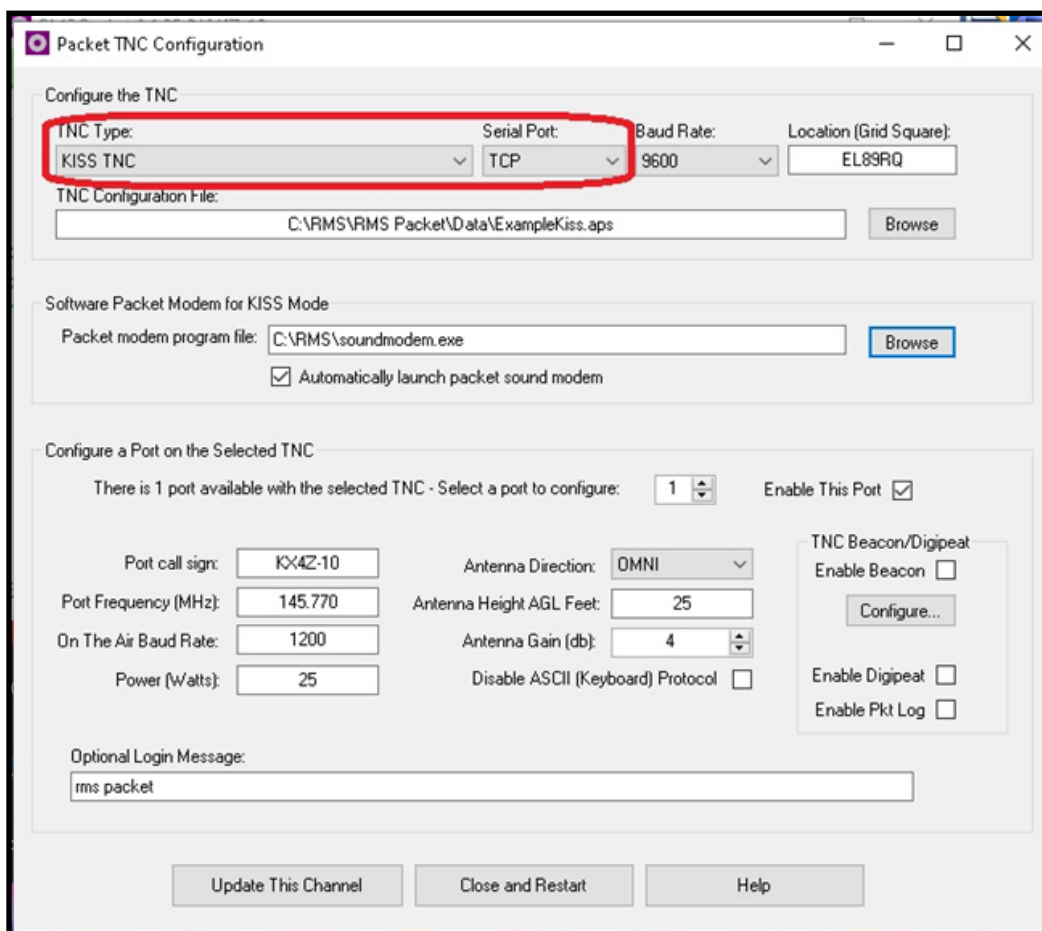 Packet TNC Configuration
Configure the TNC
TNC Type: Serial Port: Baud Rate: Location (Grid Square):
KISS TNC TCP 9600 EL89RQ
TNC Configuration File:
C:\RMS\RMS Packet\Data\ExampleKiss.aps Browse
Software Packet Modem for KISS Mode
Packet modem program file: C:\RMS\soundmodem.exe Browse
Automatically launch packet sound modem
Configure a Port on the Selected TNC
There is 1 port available with the selected TNC - Select a port to configure: 1 Enable This Port
TNC Beacon/Digipeat
Port call sign: KX4Z-10 Antenna Direction: OMNI Enable Beacon
Port Frequency (MHz): 145.770 Antenna Height AGL Feet: 25 Configure...
On The Air Baud Rate: 1200 Antenna Gain (db): 4
Power (Watts): 25 Disable ASCII (Keyboard) Protocol Enable Digipeat
Enable Pkt Log
Optional Login Message:
rms packet
Update This Channel Close and Restart Help